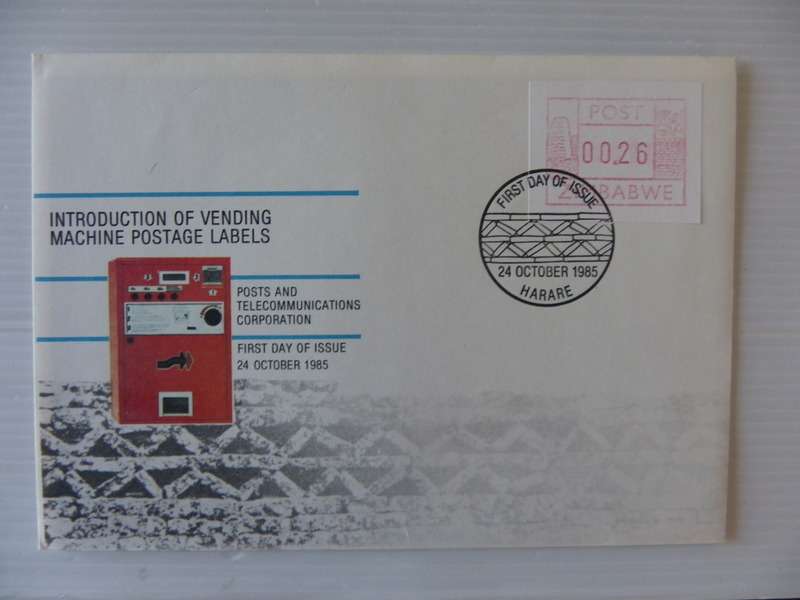 POST
00.26
ZIMBABWE
FIRST DAY OF ISSUE
24 OCTOBER 1985
HARARE
INTRODUCTION OF VENDING
MACHINE POSTAGE LABELS
POSTS AND
TELECOMMUNICATIONS
CORPORATION
FIRST DAY OF ISSUE
24 OCTOBER 1985